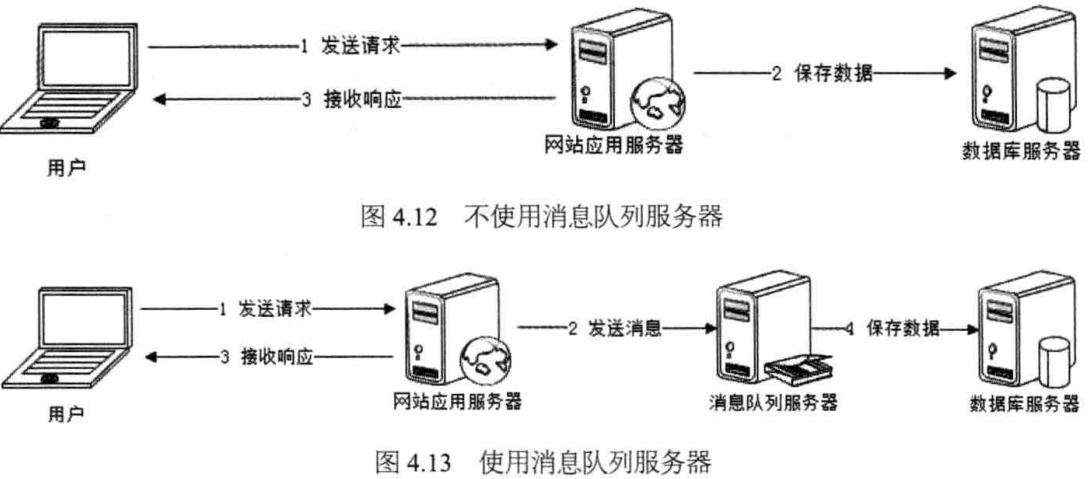 1 发送请求
2 保存数据
3 接收响应
用户
网站应用服务器
数据库服务器
图 4.12 不使用消息队列服务器
1 发送请求
2 发送消息
4 保存数据
3 接收响应
用户
网站应用服务器
消息队列服务器
数据库服务器
图 4.13 使用消息队列服务器